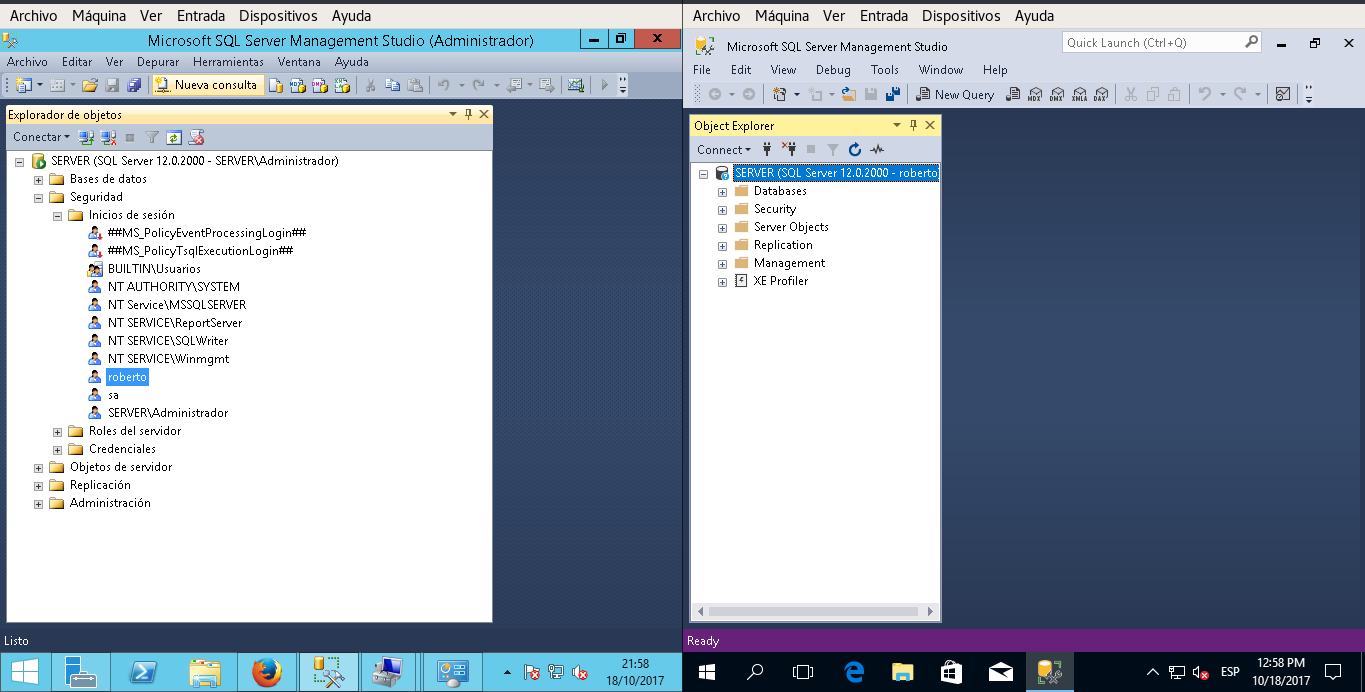 Archivo Máquina Ver Entrada Dispositivos Ayuda
Microsoft SQL Server Management Studio (Administrador)
Archivo Editar Ver Depurar Herramientas Ventana Ayuda
Nueva consulta
Explorador de objetos
Conectar
SERVER (SQL Server 12.0.2000 - SERVER\Administrador)
Bases de datos
Seguridad
Inicios de sesión
##MS_PolicyEventProcessingLogin##
##MS_PolicyTsqlExecutionLogin##
BUILTIN\Usuarios
NT AUTHORITY\SYSTEM
NT Service\MSSQLSERVER
NT SERVICE\ReportServer
NT SERVICE\SQLWriter
NT SERVICE\Winmgmt
roberto
sa
SERVER\Administrador
Roles del servidor
Credenciales
Objetos de servidor
Replicación
Administración
Listo
21:58
18/10/2017
Archivo Máquina Ver Entrada Dispositivos Ayuda
Microsoft SQL Server Management Studio
Quick Launch (Ctrl+Q)
File Edit View Debug Tools Window Help
New Query
MDX DMX XMLA DAX
Object Explorer
Connect
SERVER (SQL Server 12.0.2000 - roberto
Databases
Security
Server Objects
Replication
Management
XE Profiler
Ready
ESP
12:58 PM
10/18/2017